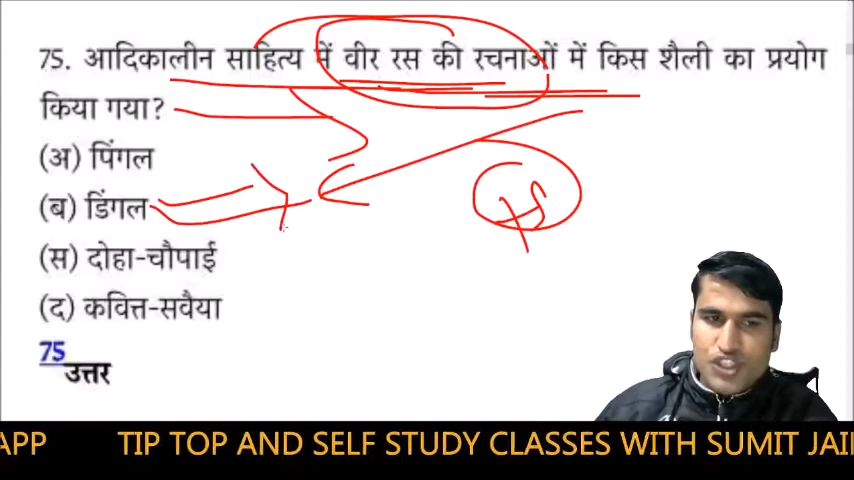 75. आदिकालीन साहित्य में वीर रस की रचनाओं में किस शैली का प्रयोग
किया गया?
(अ) पिंगल
(ब) डिंगल
(स) दोहा-चौपाई
(द) कवित्त-सवैया
75
उत्तर
APP TIP TOP AND SELF STUDY CLASSES WITH SUMIT JAI